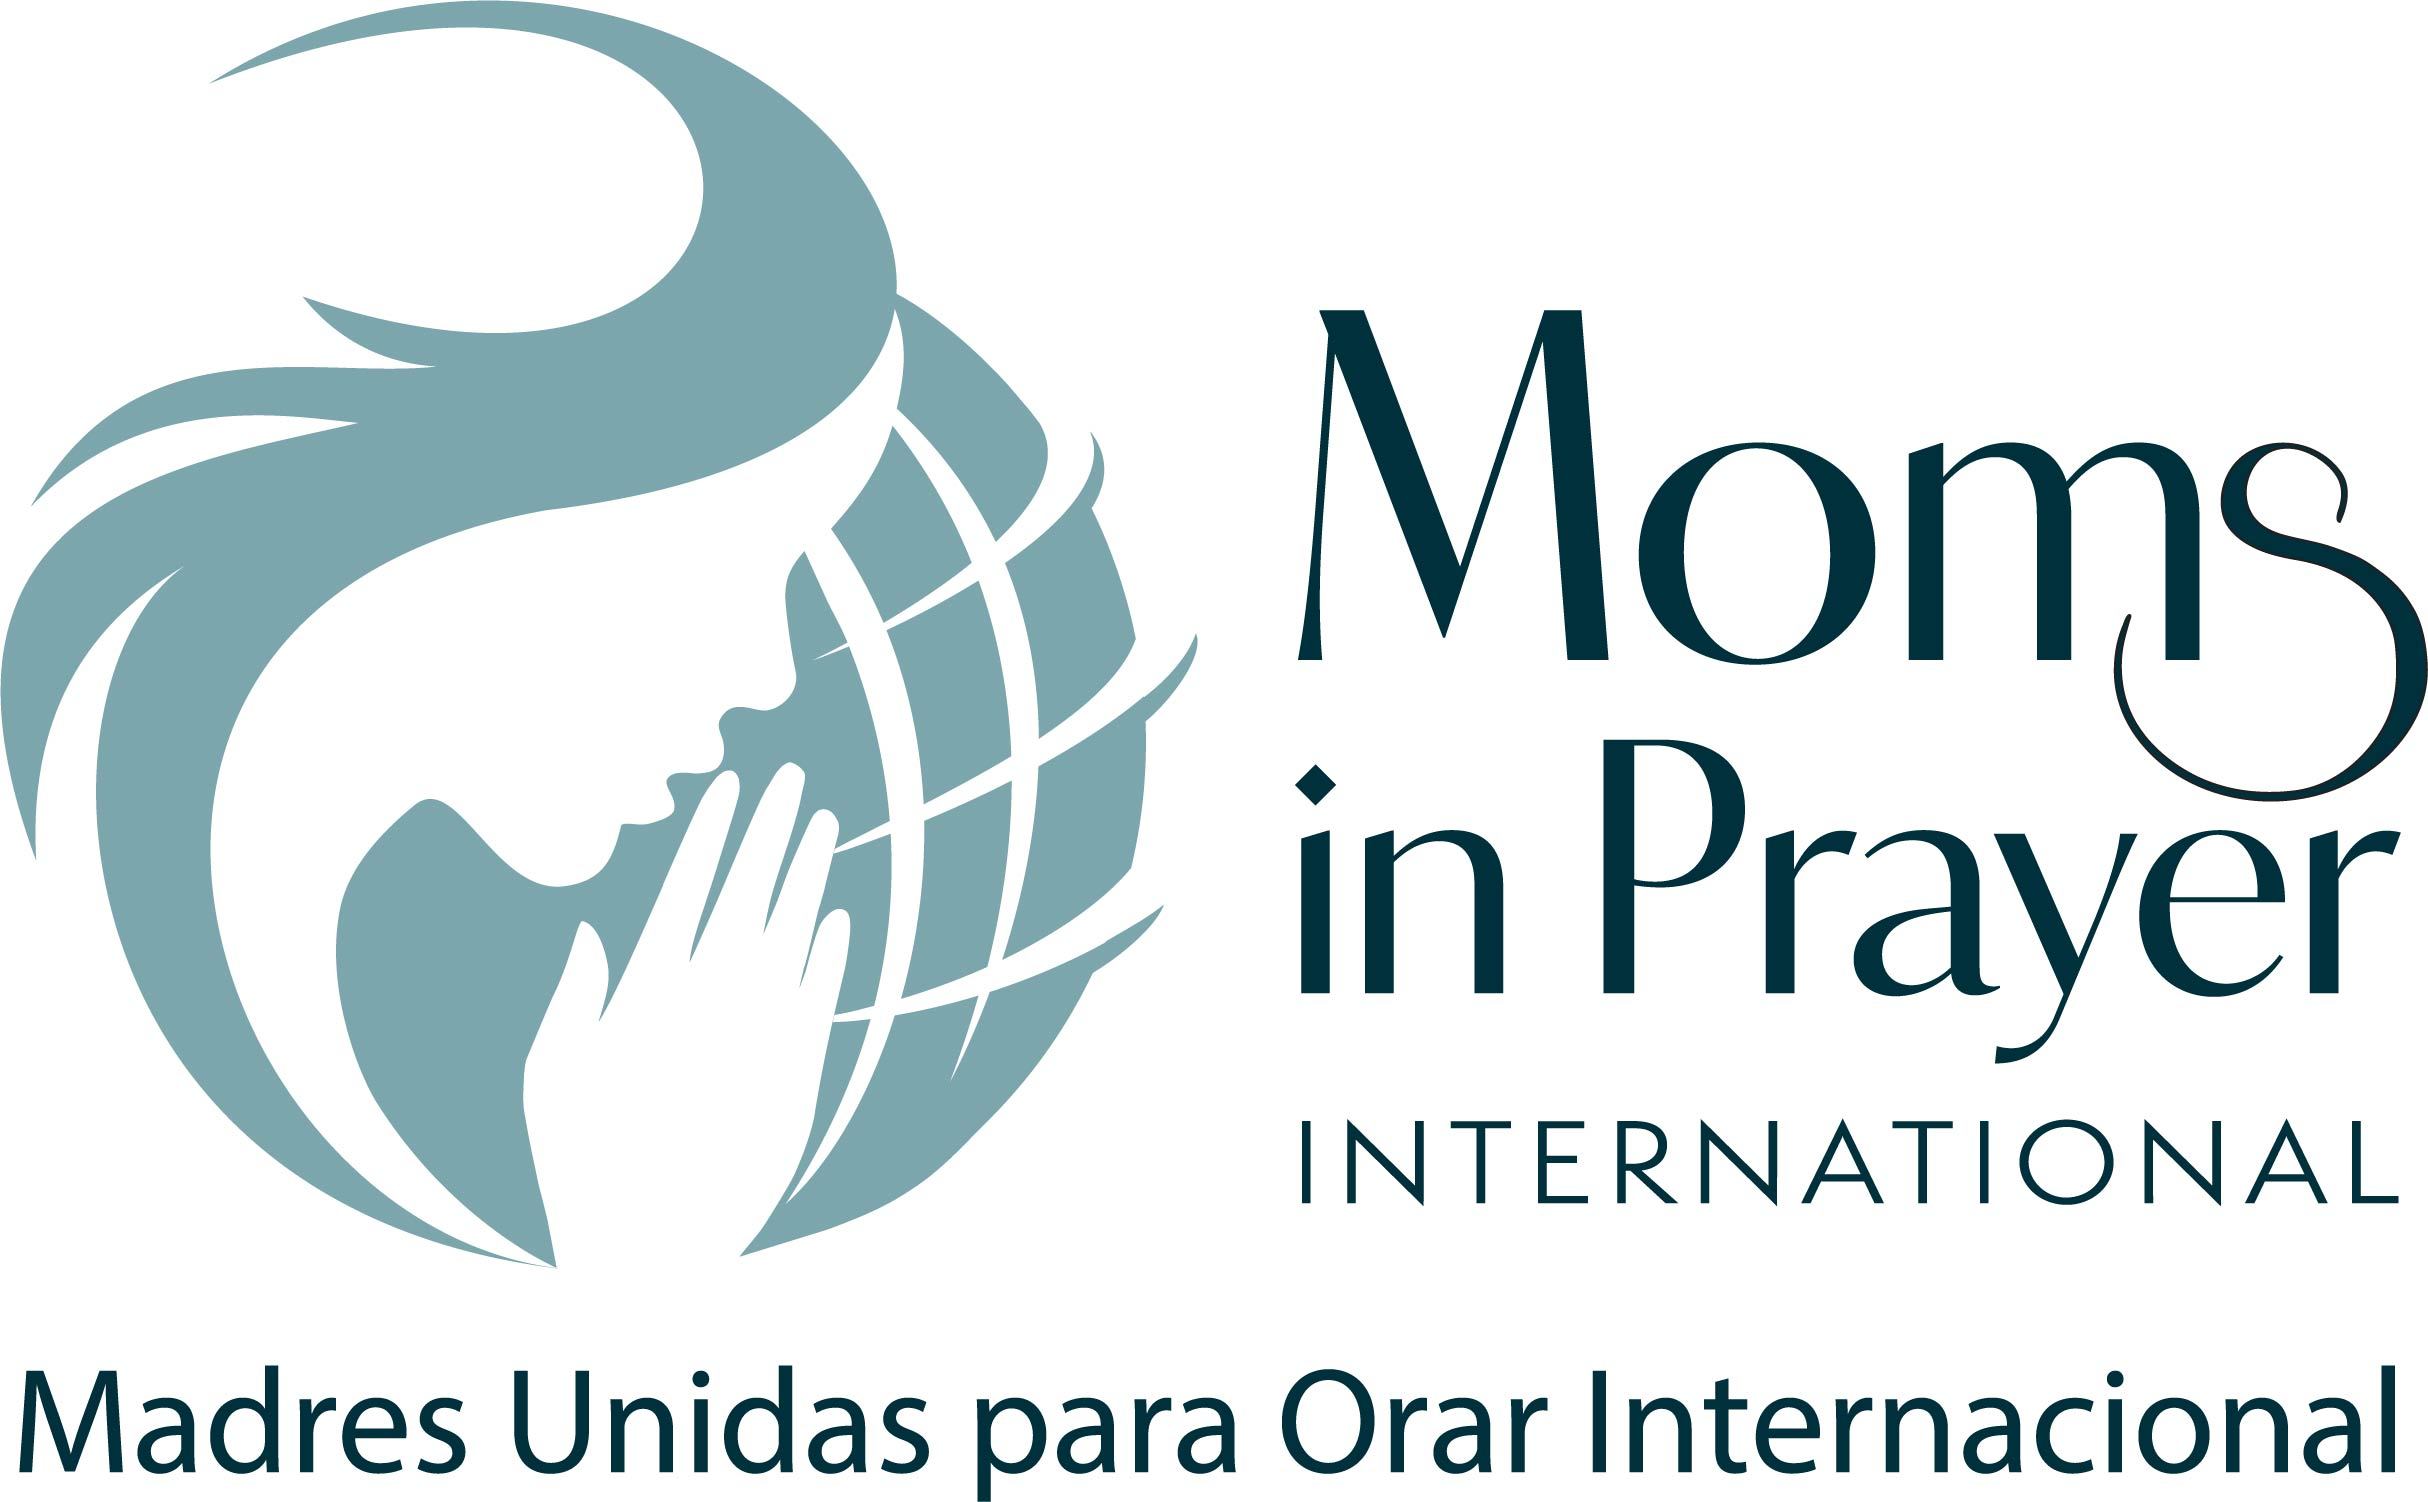 Moms
in Prayer
INTERNATIONAL
Madres Unidas para Orar Internacional